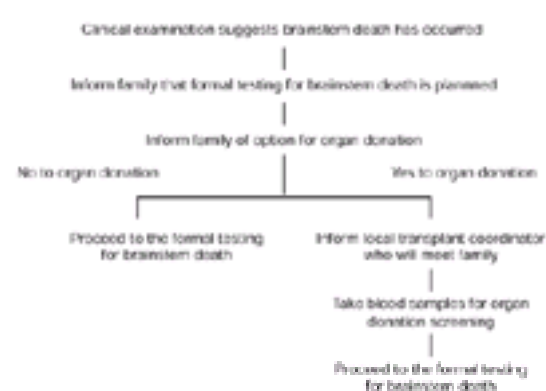 Clinical examination suggests brainstem death has occurred
Inform family that formal testing for brainstem death is planned
Inform family of option for organ donation
No to organ donation
Yes to organ donation
Proceed to the formal testing
for brainstem death
Inform local transplant coordinator
who will meet family
Take blood samples for organ
donation screening
Proceed to the formal testing
for brainstem death